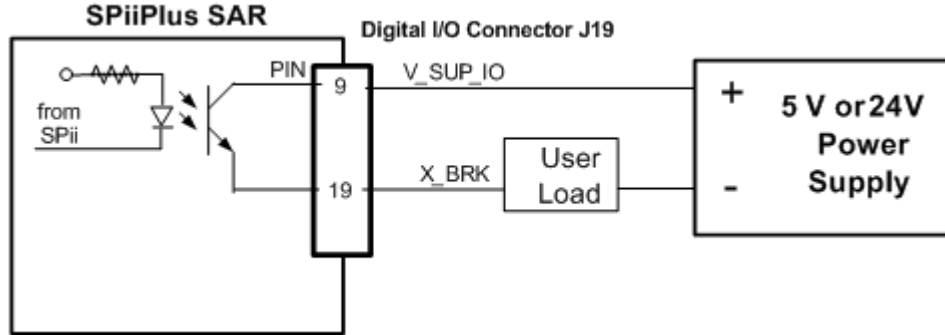 SPiiPlus SAR
Digital I/O Connector J19
PIN
9
V_SUP_IO
from
SPii
+
5 V or 24V
Power
Supply
19
X_BRK
User
Load
-